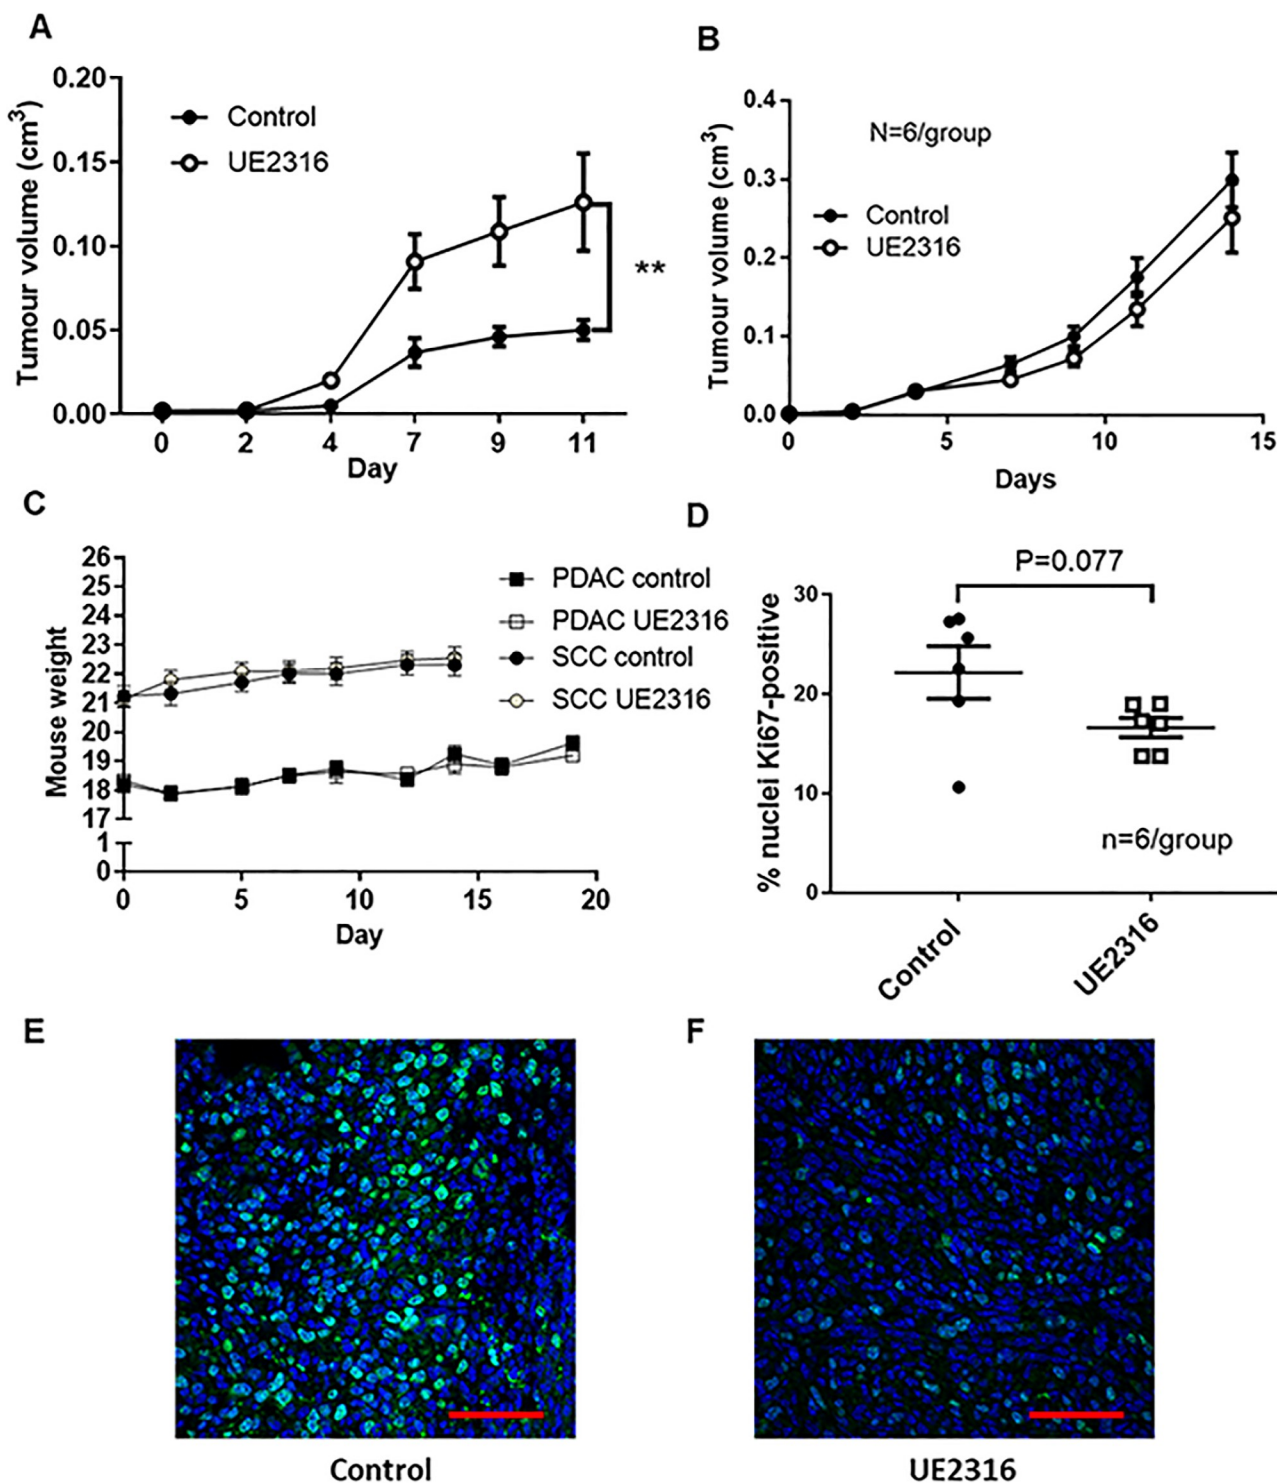 A
Tumour volume (cm³)
0.20
0.15
0.10
0.05
0.00
Control
UE2316
**
0 2 4 7 9 11
Day
B
Tumour volume (cm³)
0.4
0.3
0.2
0.1
0.0
N=6/group
Control
UE2316
0 5 10 15
Days
C
Mouse weight
26
25
24
23
22
21
20
19
18
17
1
0
PDAC control
PDAC UE2316
SCC control
SCC UE2316
0 5 10 15 20
Day
D
% nuclei Ki67-positive
30
20
10
0
P=0.077
n=6/group
Control
UE2316
E
Control
F
UE2316